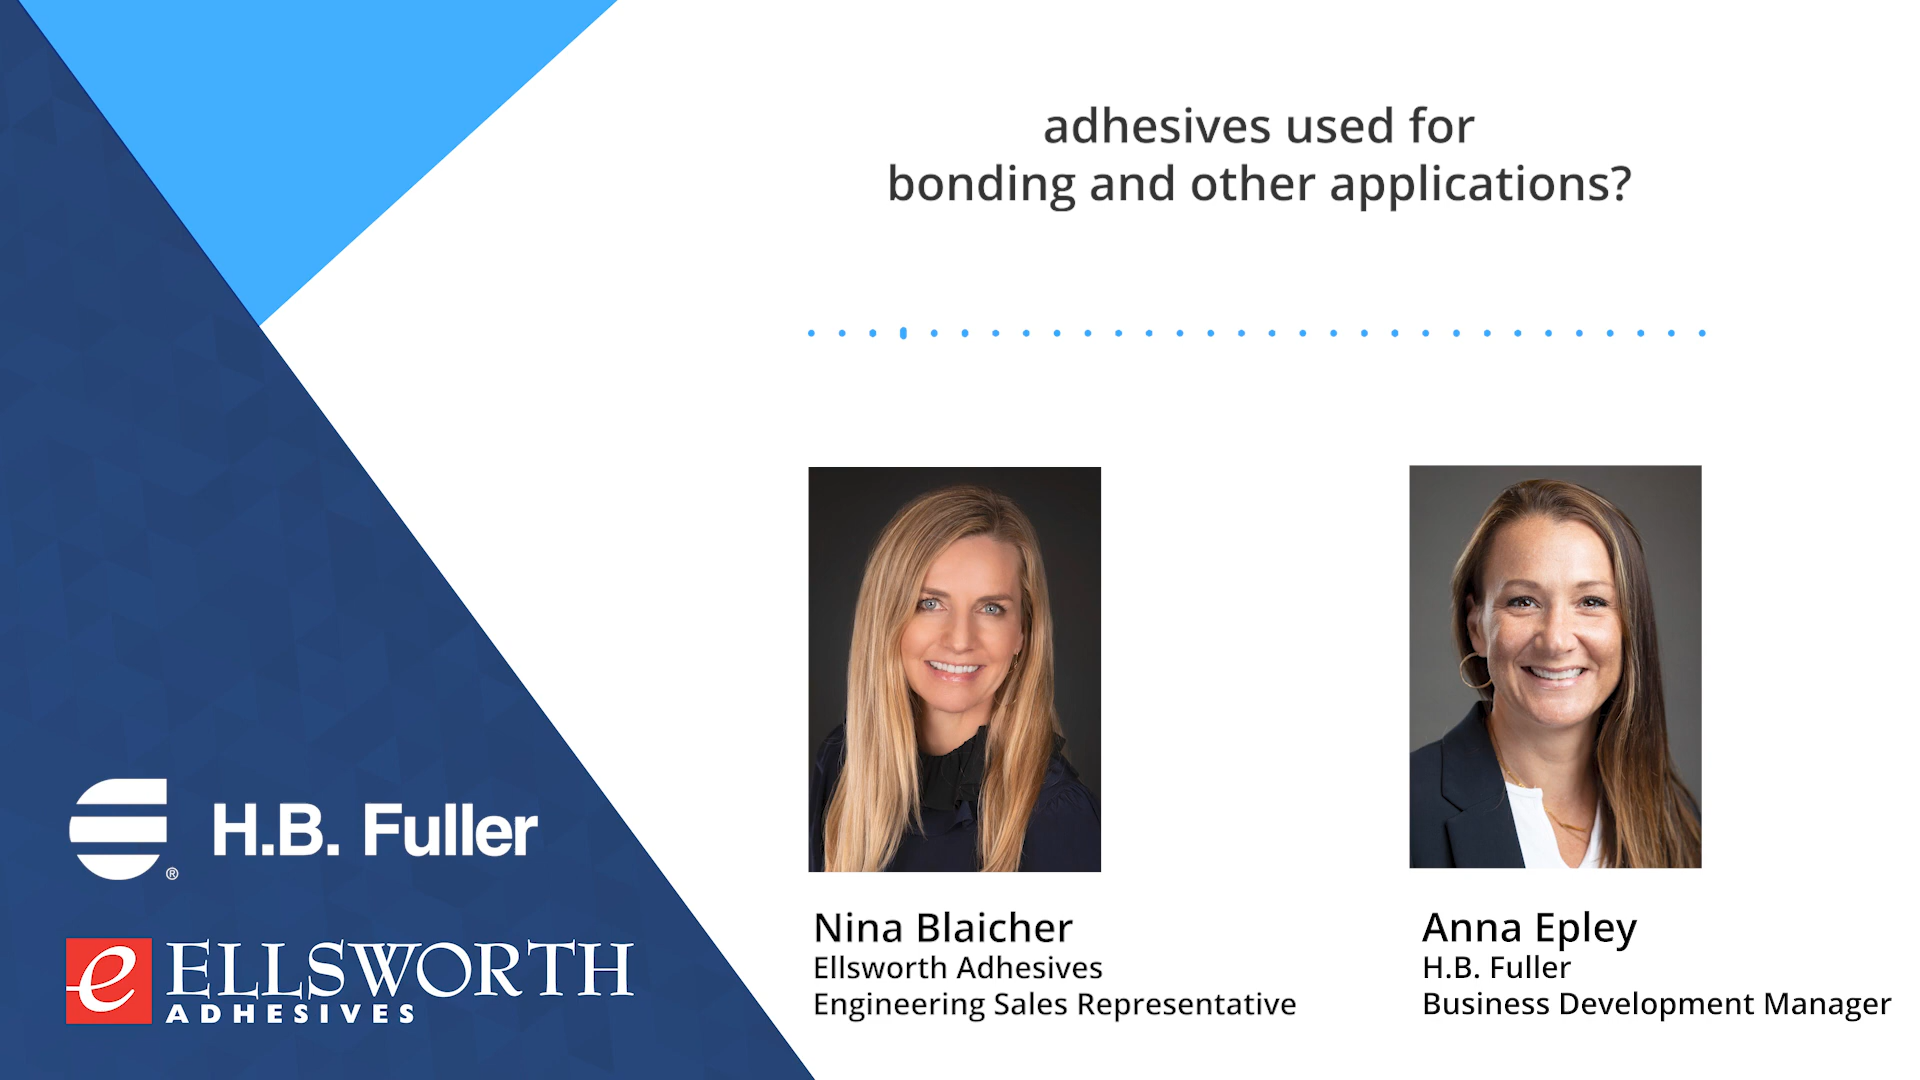 adhesives used for
bonding and other applications?
Nina Blaicher
Ellsworth Adhesives
Engineering Sales Representative
Anna Epley
H.B. Fuller
Business Development Manager
® H.B. Fuller
e ELLSWORTH
ADHESIVES